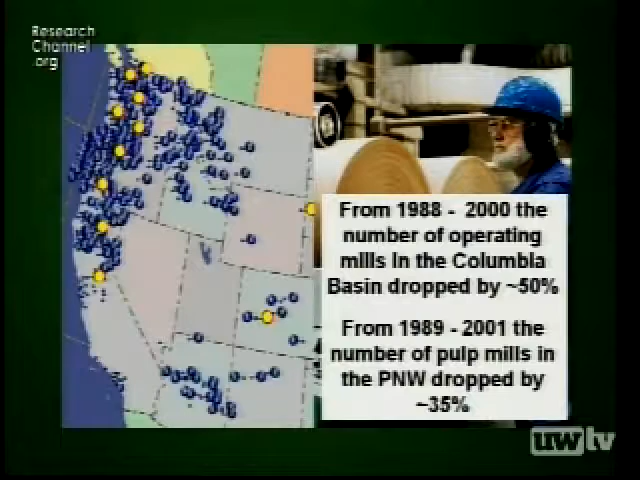 Research
Channel
.org
From 1988 - 2000 the
number of operating
mills in the Columbia
Basin dropped by ~50%
From 1989 - 2001 the
number of pulp mills in
the PNW dropped by
~35%
uwtv